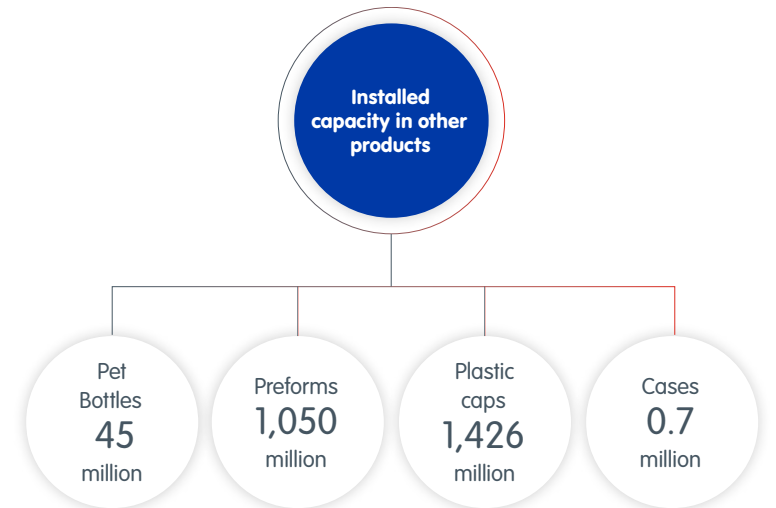 Installed
capacity in other
products
Pet
Bottles
45
million
Preforms
1,050
million
Plastic
caps
1,426
million
Cases
0.7
million